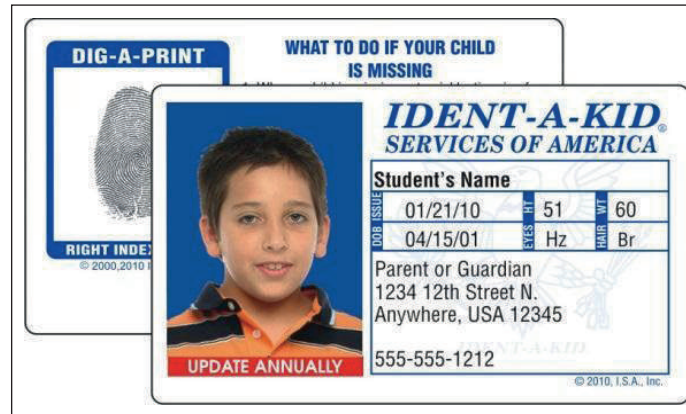 DIG-A-PRINT
RIGHT INDEX
© 2000,2010 I
WHAT TO DO IF YOUR CHILD
IS MISSING
IDENT-A-KID®
SERVICES OF AMERICA
Student's Name
ISSUE 01/21/10 HT 51 WT 60
DOB 04/15/01 EYES Hz HAIR Br
Parent or Guardian
1234 12th Street N.
Anywhere, USA 12345
IDENT-A-KID
555-555-1212
UPDATE ANNUALLY
© 2010, I.S.A., Inc.